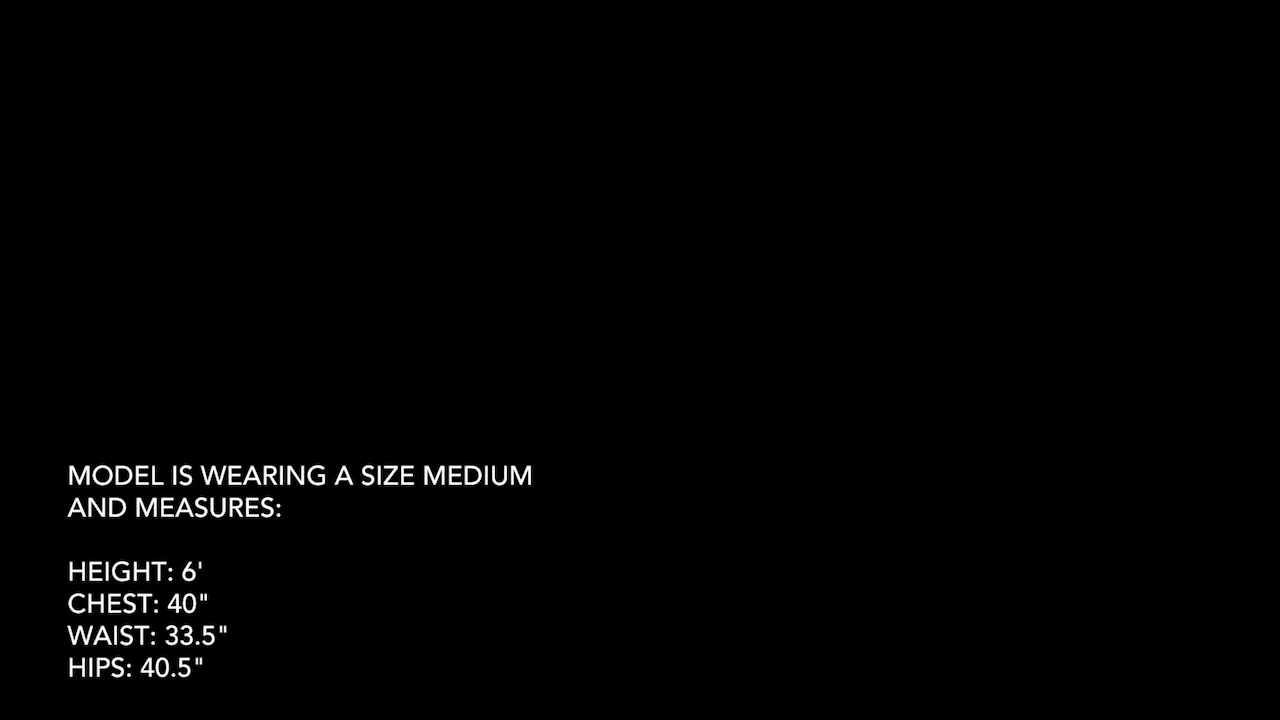 MODEL IS WEARING A SIZE MEDIUM
AND MEASURES:
HEIGHT: 6'
CHEST: 40"
WAIST: 33.5"
HIPS: 40.5"